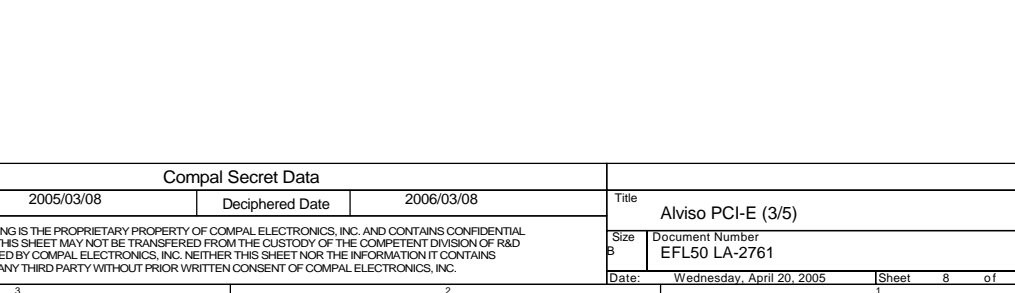 Compal Secret Data
2005/03/08 Deciphered Date 2006/03/08
NG IS THE PROPRIETARY PROPERTY OF COMPAL ELECTRONICS, INC. AND CONTAINS CONFIDENTIAL
THIS SHEET MAY NOT BE TRANSFERED FROM THE CUSTODY OF THE COMPETENT DIVISION OF R&D
ED BY COMPAL ELECTRONICS, INC. NEITHER THIS SHEET NOR THE INFORMATION IT CONTAINS
ANY THIRD PARTY WITHOUT PRIOR WRITTEN CONSENT OF COMPAL ELECTRONICS, INC.
Title
Alviso PCI-E (3/5)
Size Document Number
B EFL50 LA-2761
Date: Wednesday, April 20, 2005 Sheet 8 of
3 2 1